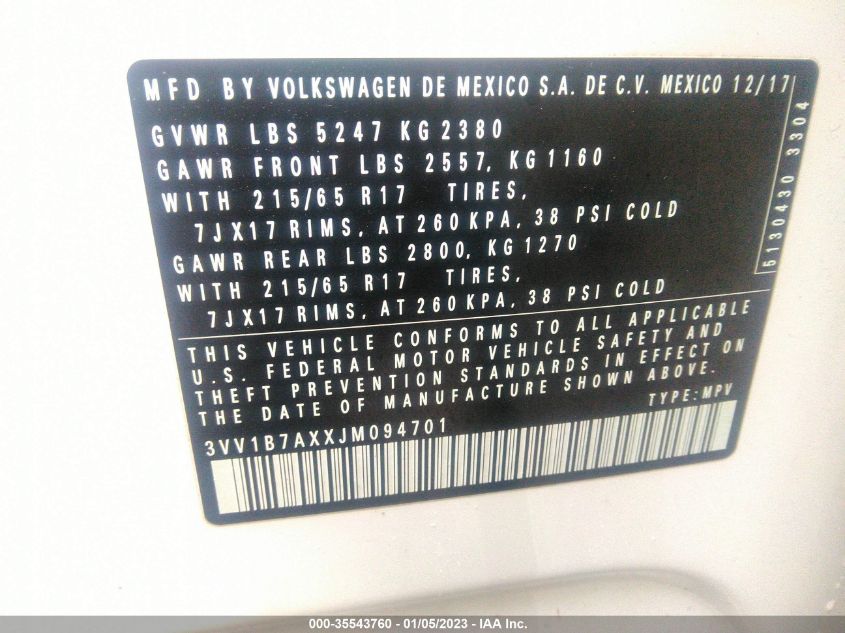 MFD BY VOLKSWAGEN DE MEXICO S.A. DE C.V. MEXICO 12/17
GVWR LBS 5247 KG 2380
GAWR FRONT LBS 2557, KG 1160
WITH 215/65 R17 TIRES,
7JX17 RIMS, AT 260 KPA, 38 PSI COLD
GAWR REAR LBS 2800, KG 1270
WITH 215/65 R17 TIRES,
7JX17 RIMS, AT 260 KPA, 38 PSI COLD
5130430 3304
THIS VEHICLE CONFORMS TO ALL APPLICABLE
U.S. FEDERAL MOTOR VEHICLE SAFETY AND
THEFT PREVENTION STANDARDS IN EFFECT ON
THE DATE OF MANUFACTURE SHOWN ABOVE.
TYPE: MPV
3VV1B7AXXJM094701
000-35543760 - 01/05/2023 - IAA Inc.